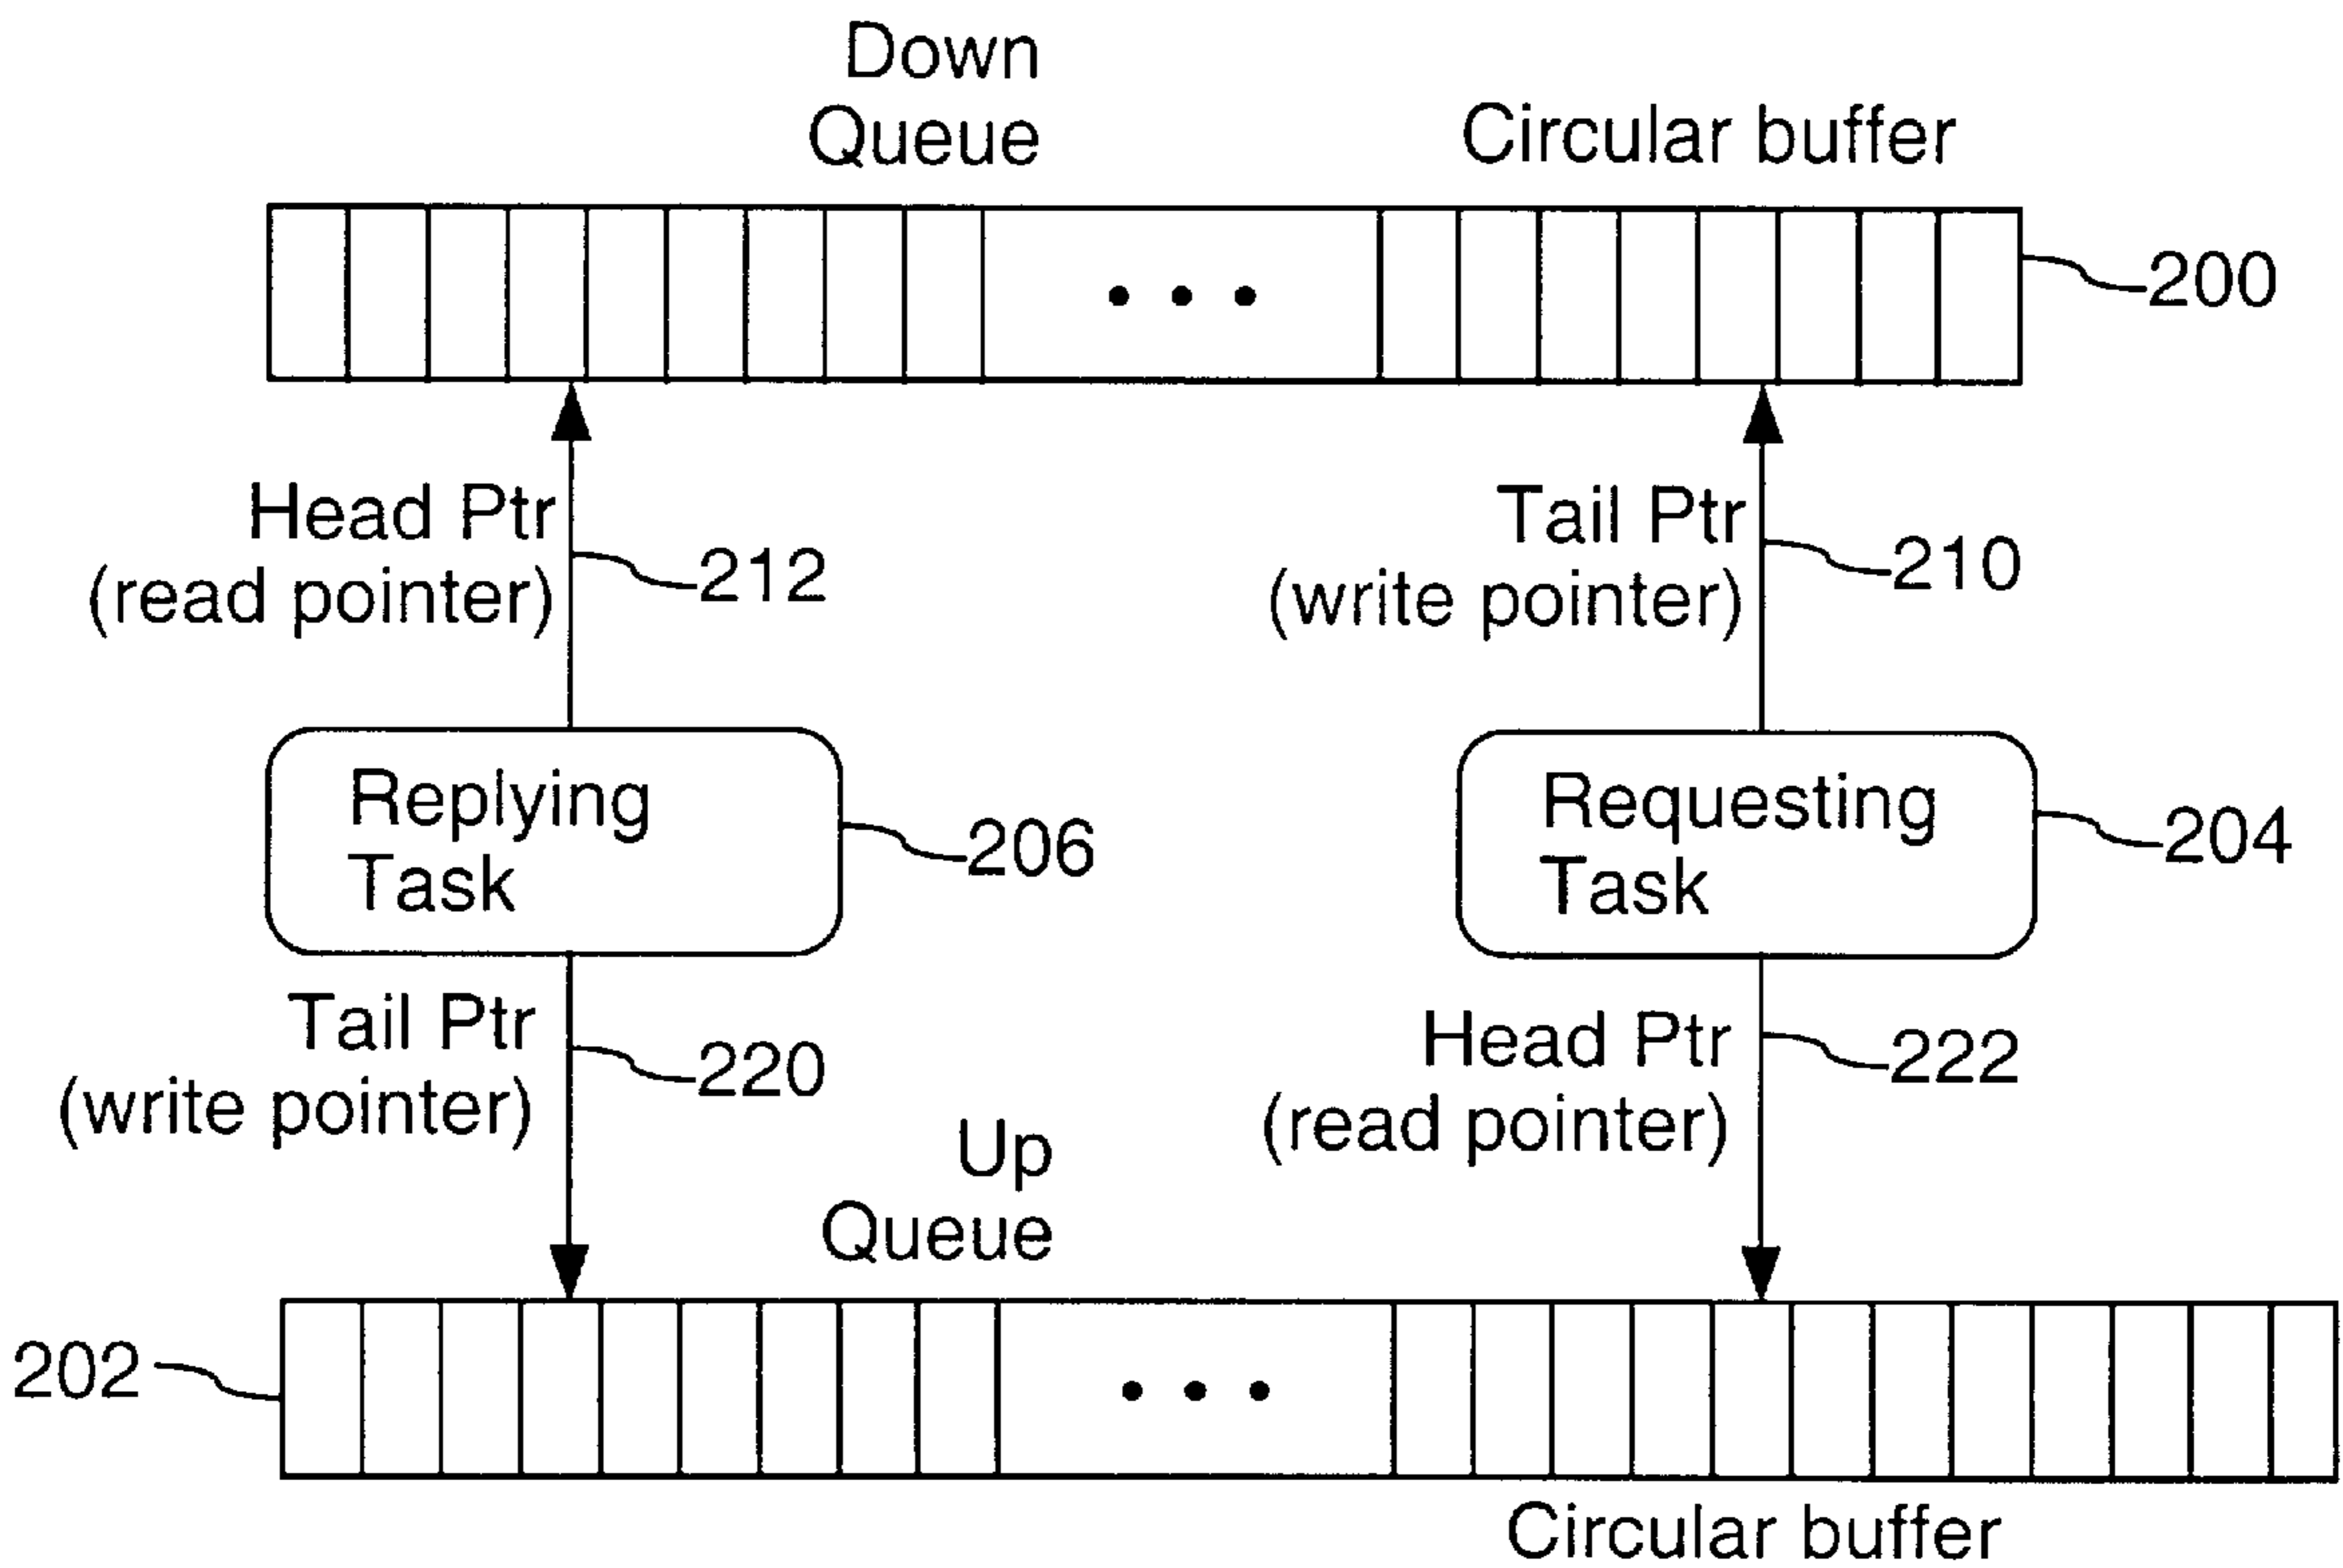 Down
Queue
Circular buffer
200
Head Ptr
(read pointer)
212
Tail Ptr
(write pointer)
210
Replying
Task
206
Requesting
Task
204
Tail Ptr
(write pointer)
220
Head Ptr
(read pointer)
222
Up
Queue
202
Circular buffer